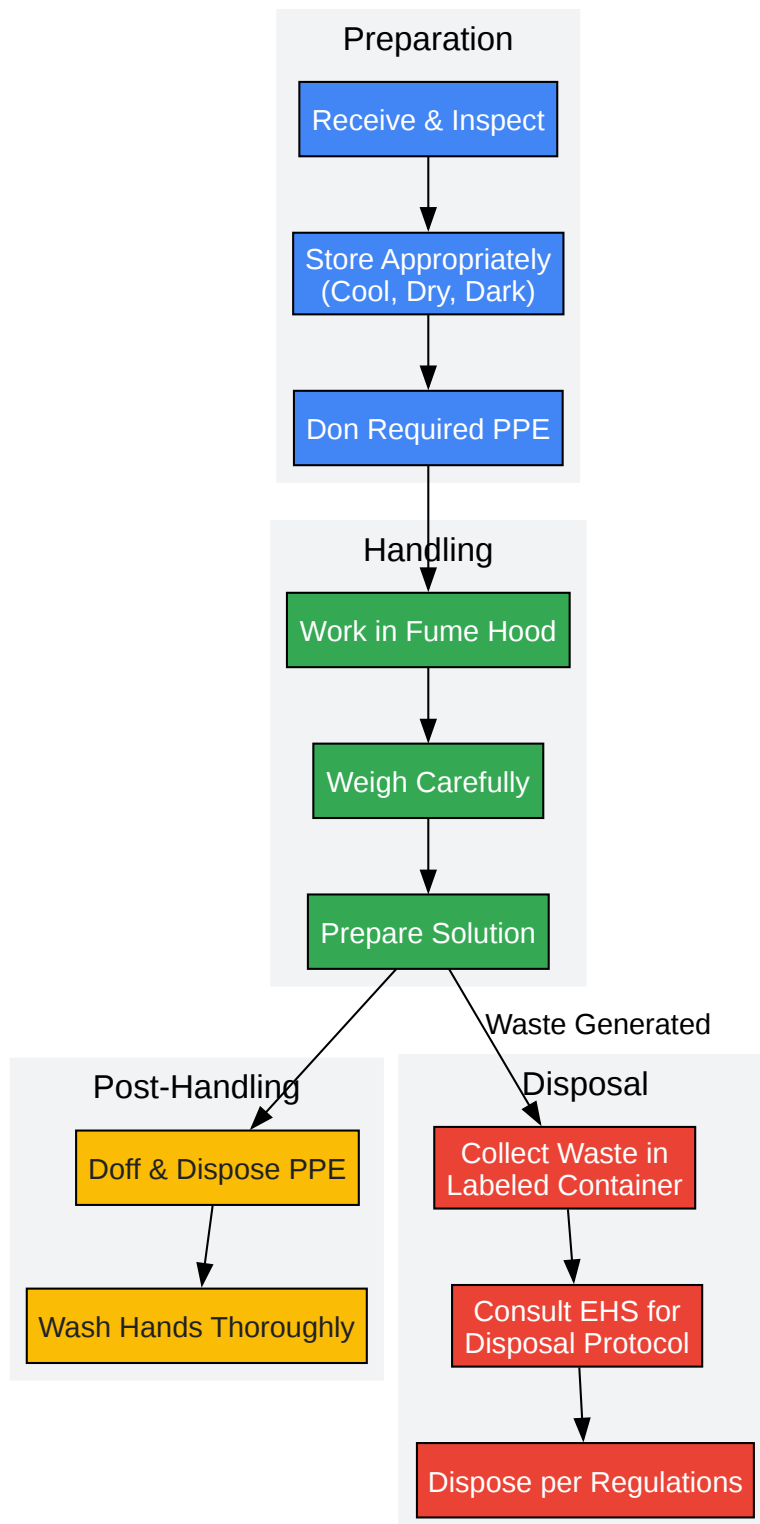 Preparation
Receive & Inspect
Store Appropriately
(Cool, Dry, Dark)
Don Required PPE
Handling
Work in Fume Hood
Weigh Carefully
Prepare Solution
Waste Generated
Post-Handling
Doff & Dispose PPE
Wash Hands Thoroughly
Disposal
Collect Waste in
Labeled Container
Consult EHS for
Disposal Protocol
Dispose per Regulations